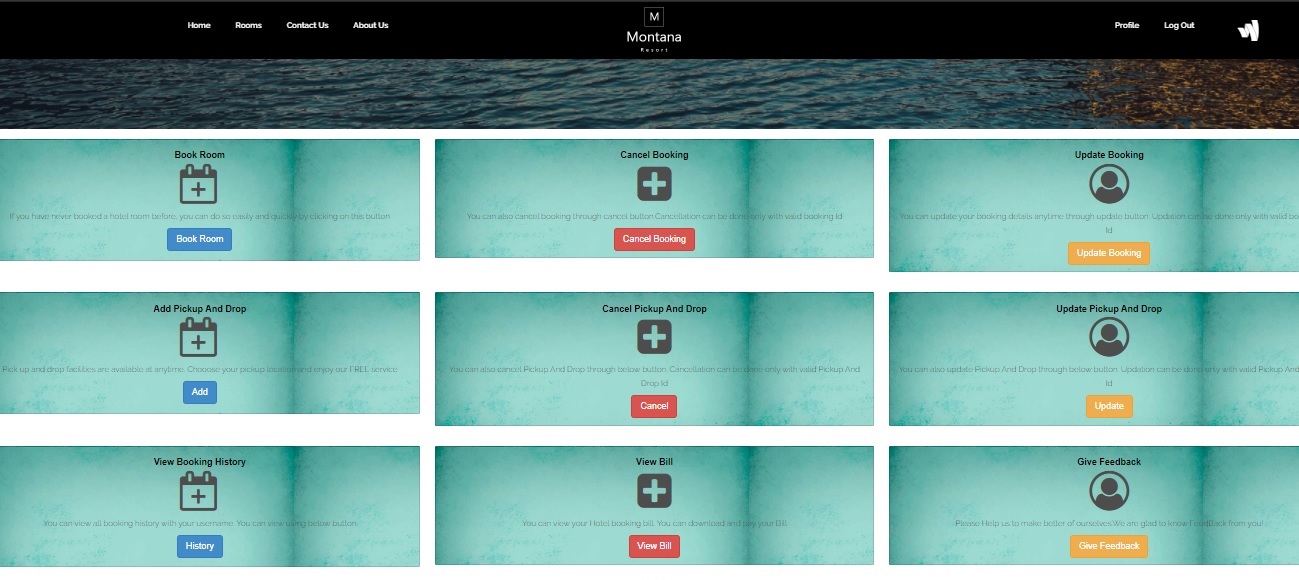 Home Rooms Contact Us About Us
M
Montana
Resort
Profile Log Out
Book Room
If you have never booked a hotel room before, you can do so easily and quickly by clicking on this button.
Book Room
Cancel Booking
You can also cancel booking through cancel button.Cancellation can be done only with valid booking Id
Cancel Booking
Update Booking
You can update your booking details anytime through update button. Updation can be done only with valid bo
Id
Update Booking
Add Pickup And Drop
Pick up and drop facilities are available at anytime. Chooose your pickup location and enjoy our FREE service
Add
Cancel Pickup And Drop
You can also cancel Pickup And Drop through below button. Cancellation can be done only with valid Pickup And
Drop Id
Cancel
Update Pickup And Drop
You can also update Pickup And Drop through below button. Updation can be done only with valid Pickup And
Id
Update
View Booking History
You can view all booking history with your username. You can view using below button.
History
View Bill
You can view your Hotel booking bill. You can download and pay your Bill
View Bill
Give Feedback
Please Help us to make better of ourselves.We are glad to know FeedBack from you!
Give Feedback